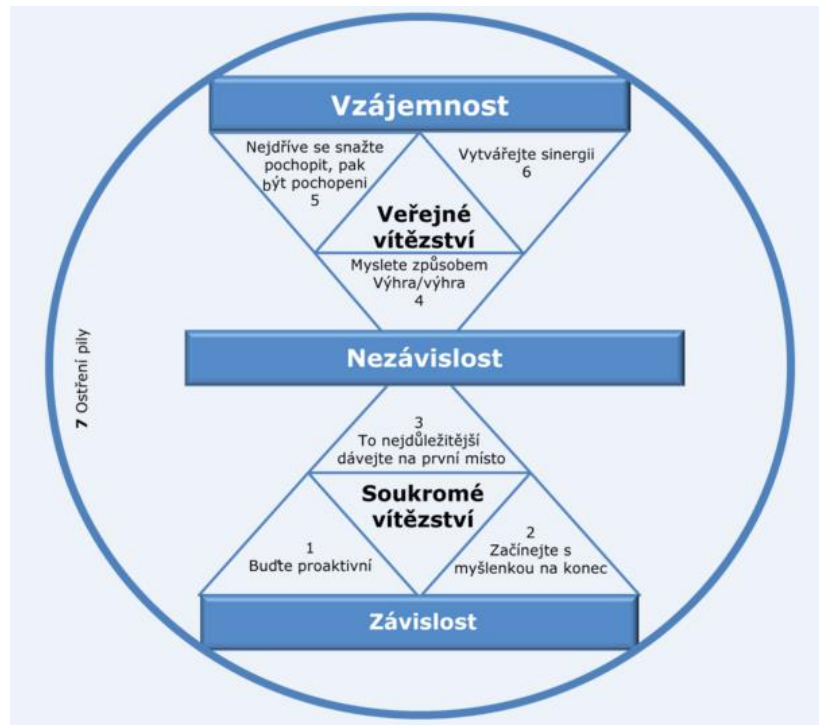 Vzájemnost
Nejdříve se snažte
pochopit, pak
být pochopeni
5
Vytvářejte sinergii
6
Veřejné
vítězství
Myslete způsobem
Výhra/výhra
4
Nezávislost
7 Ostření pily
3
To nejdůležitější
dávejte na první místo
Soukromé
vítězství
1
Buďte proaktivní
2
Začínejte s
myšlenkou na konec
Závislost